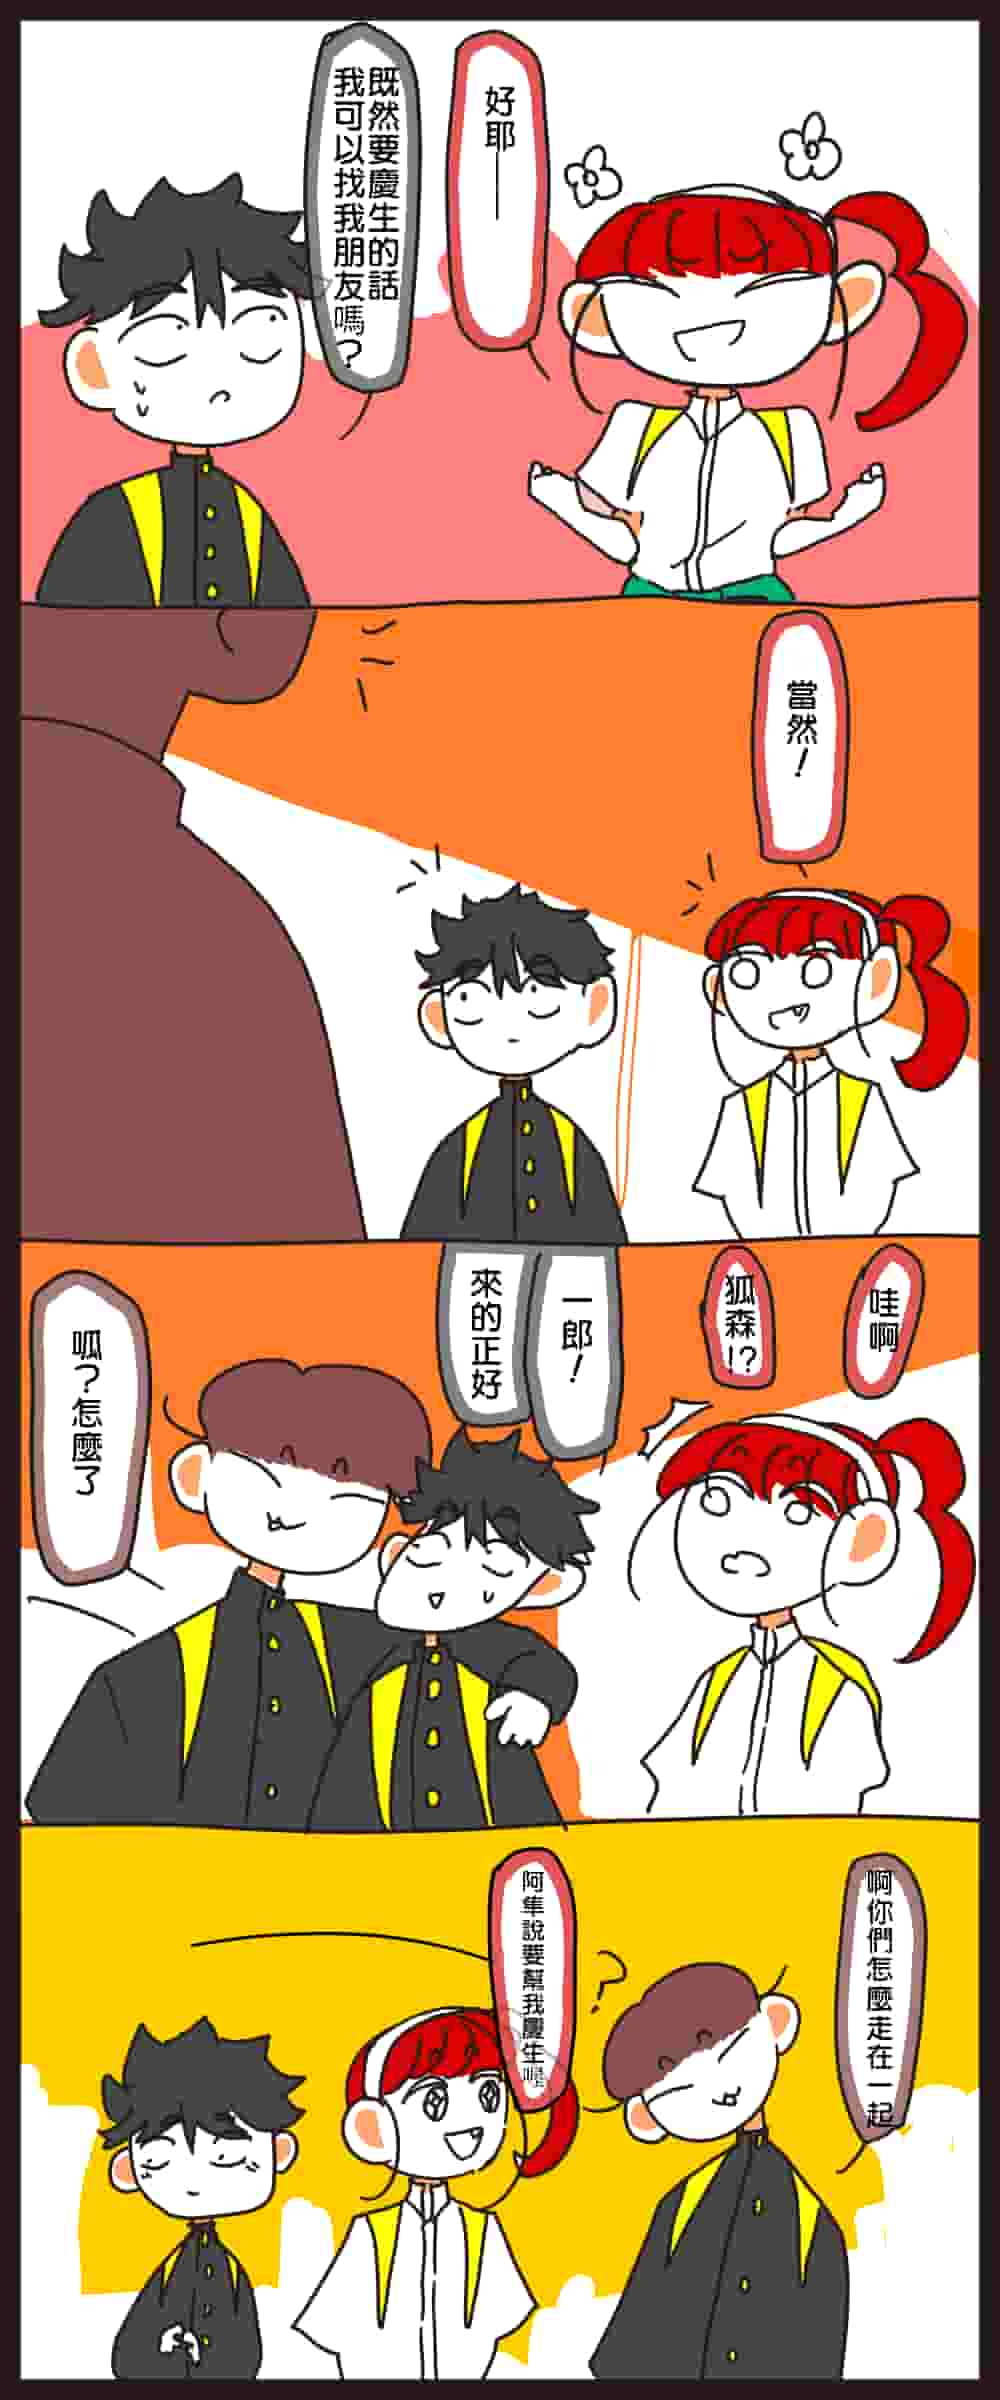 好耶——
既然要慶生的話
我可以找我朋友嗎？
當然！
哇啊
狐森！？
一郎！
來的正好
呱？怎麼了
啊你們怎麼走在一起
阿隼說要幫我慶生